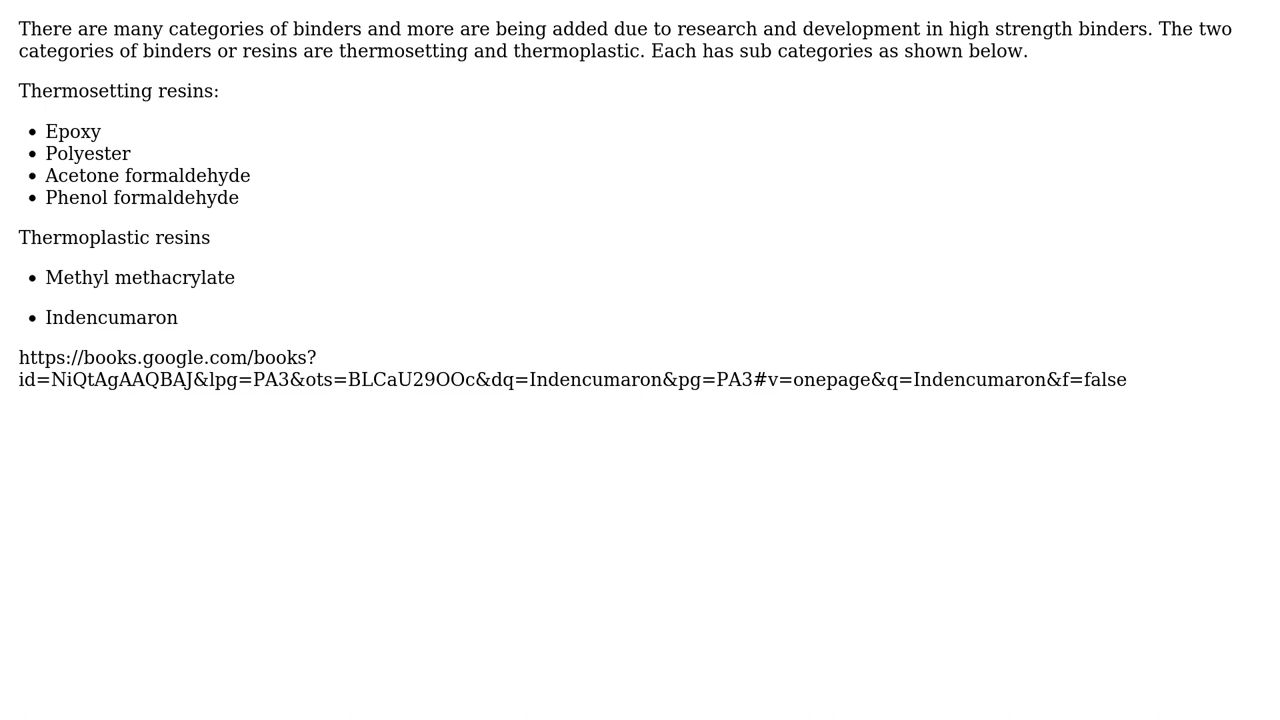 There are many categories of binders and more are being added due to research and development in high strength binders. The two
categories of binders or resins are thermosetting and thermoplastic. Each has sub categories as shown below.
Thermosetting resins:
• Epoxy
• Polyester
• Acetone formaldehyde
• Phenol formaldehyde
Thermoplastic resins
• Methyl methacrylate
• Indencumaron
https://books.google.com/books?
id=NiQtAgAAQBAJ&lpg=PA3&ots=BLCaU29OOc&dq=Indencumaron&pg=PA3#v=onepage&q=Indencumaron&f=false